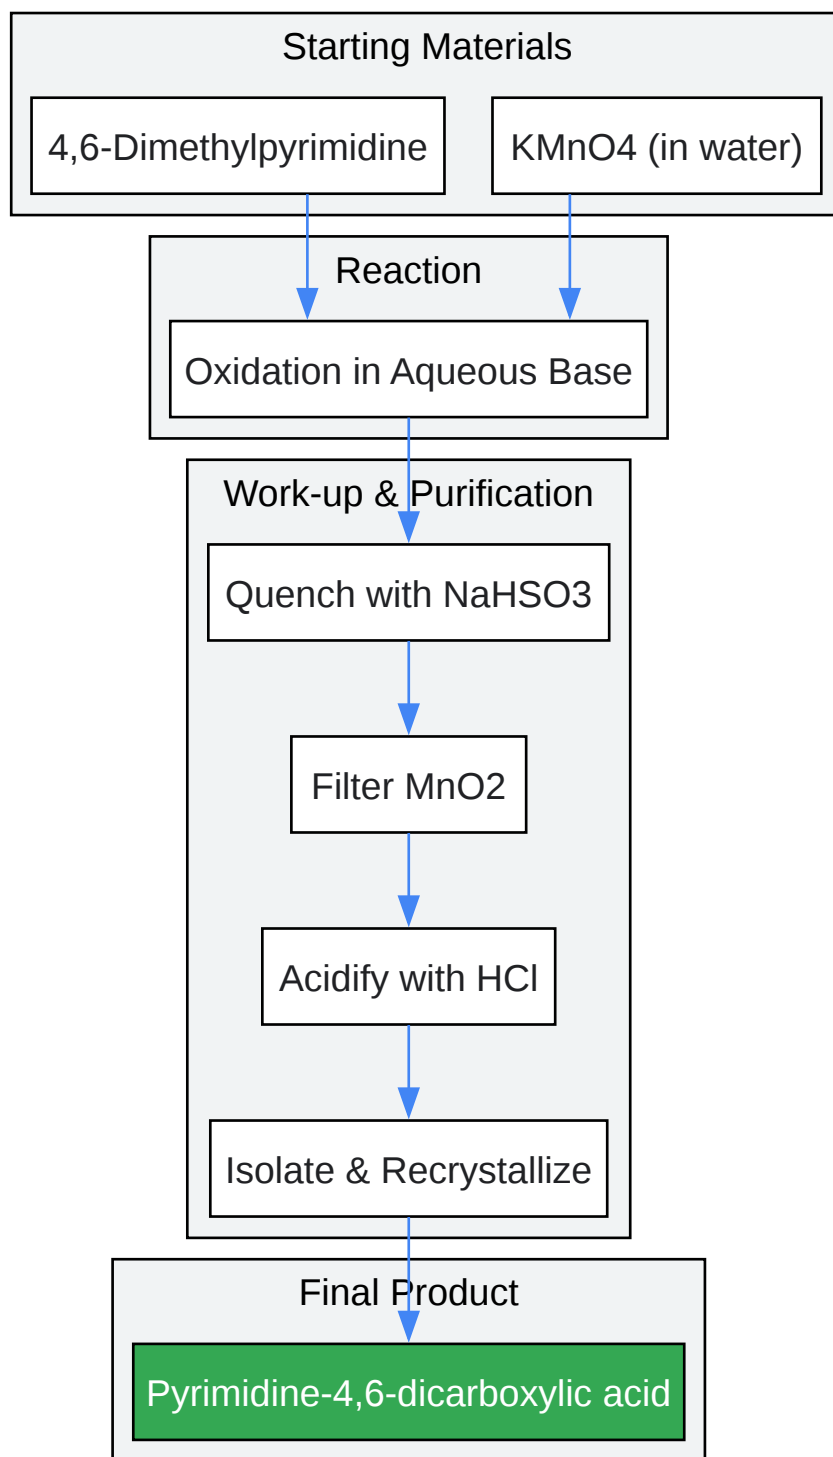 Starting Materials
4,6-Dimethylpyrimidine
KMnO4 (in water)
Reaction
Oxidation in Aqueous Base
Work-up & Purification
Quench with NaHSO3
Filter MnO2
Acidify with HCl
Isolate & Recrystallize
Final Product
Pyrimidine-4,6-dicarboxylic acid